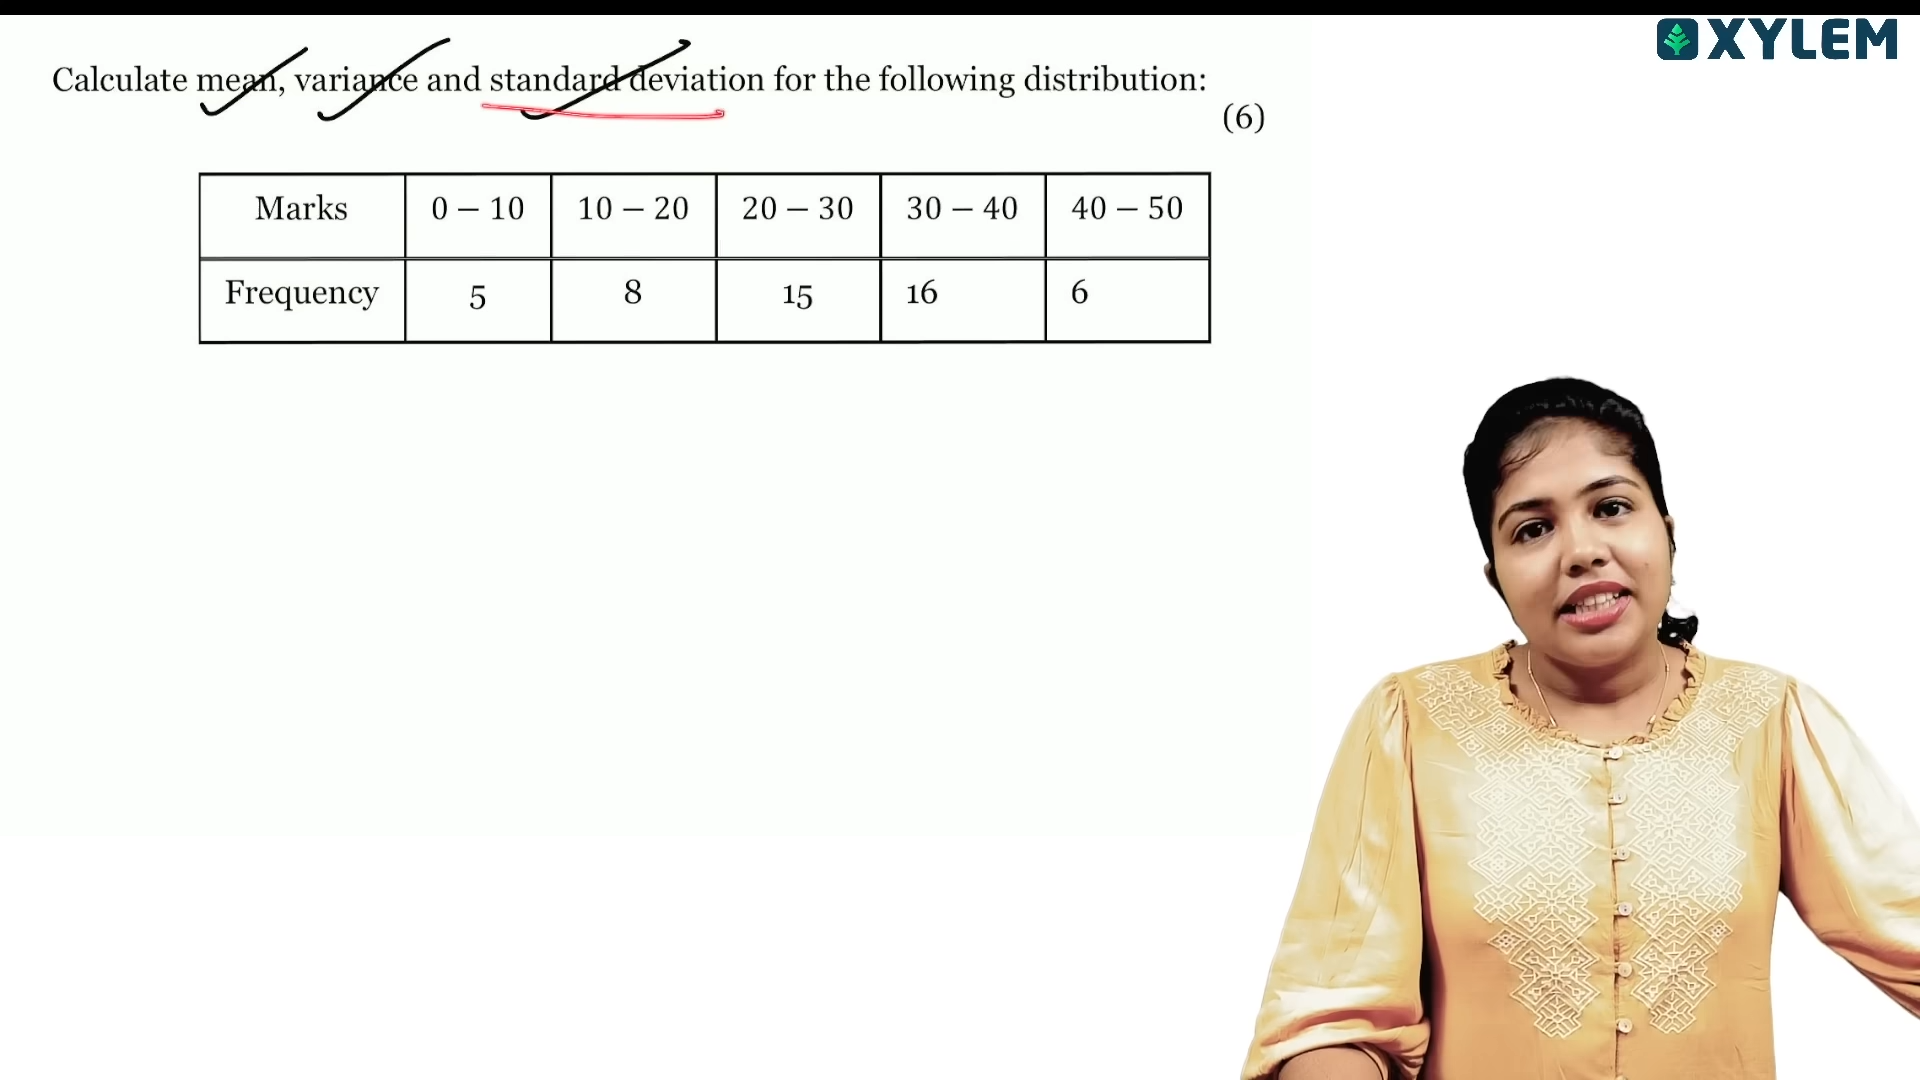 XYLEM
Calculate mean, variance and standard deviation for the following distribution:
(6)
Marks 0 – 10 10 – 20 20 – 30 30 – 40 40 – 50
Frequency 5 8 15 16 6